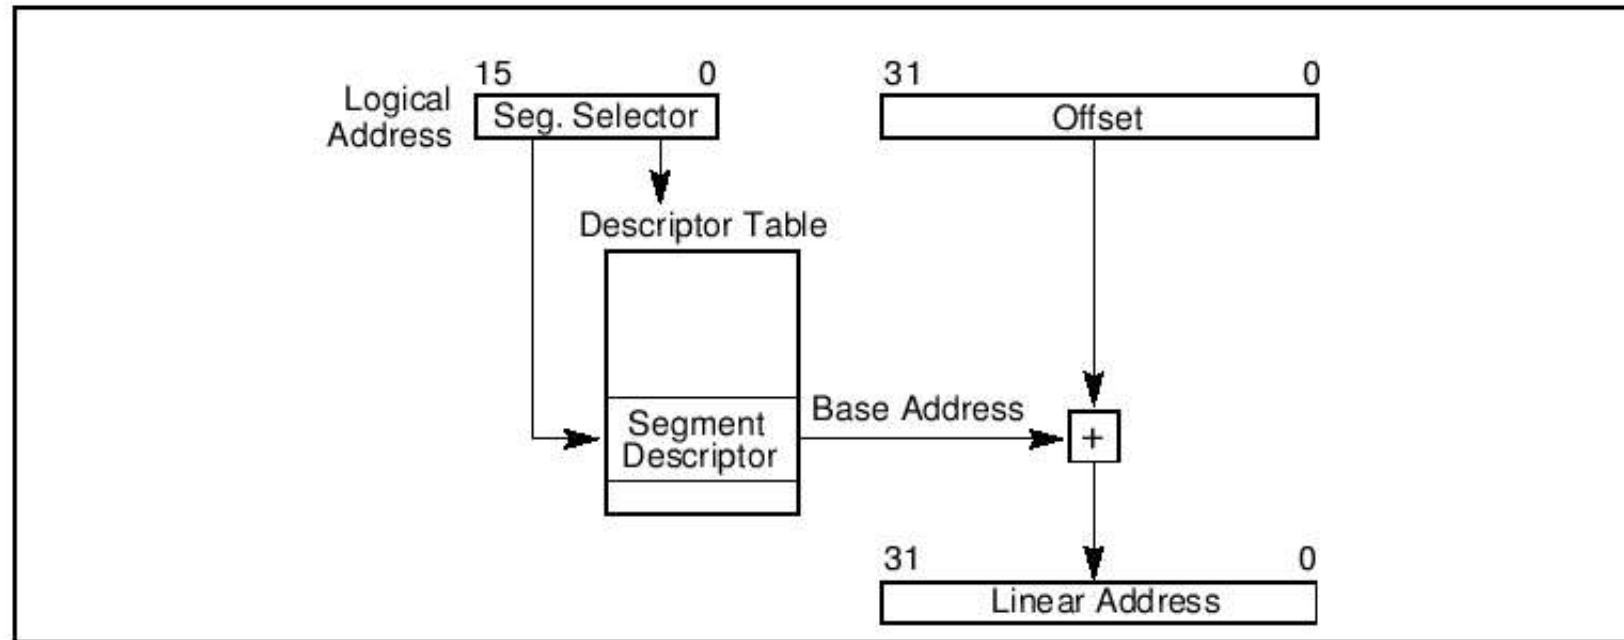 15 0
31 0
Logical
Address
Seg. Selector
Offset
Descriptor Table
Base Address
Segment
Descriptor
+
31 0
Linear Address